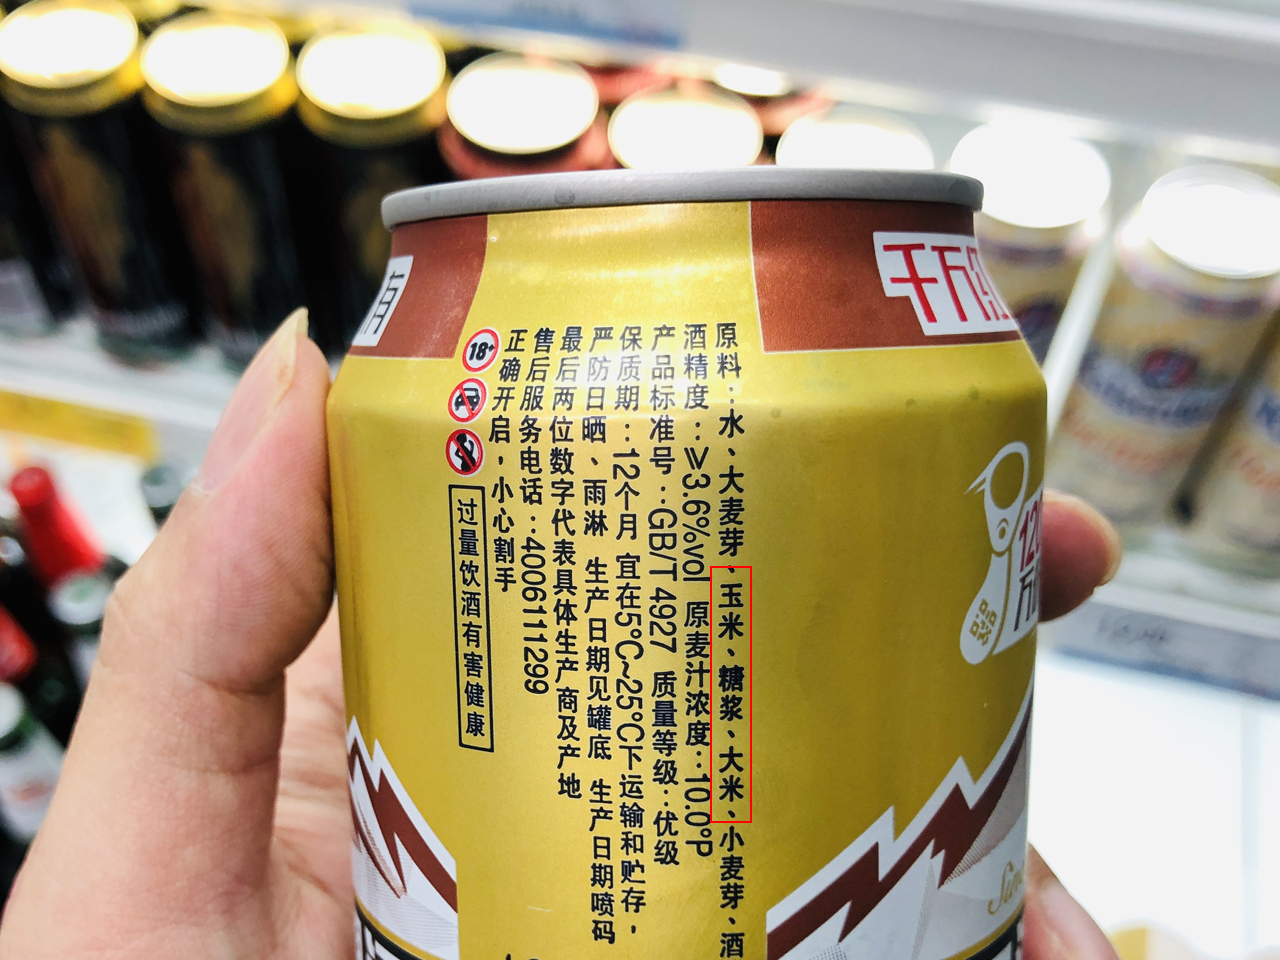 原料：水、大麦芽、玉米、糖浆、大米、小麦芽、酒
酒精度：≥3.6%vol 原麦汁浓度：10.0°P
产品标准号：GB/T 4927 质量等级：优级
保质期：12个月 宜在5℃~25℃下运输和贮存，
严防日晒、雨淋 生产日期见罐底 生产日期喷码
最后两位数字代表具体生产商及产地
售后服务电话：4006111299
正确开启，小心割手
18+
过量饮酒有害健康
千万红